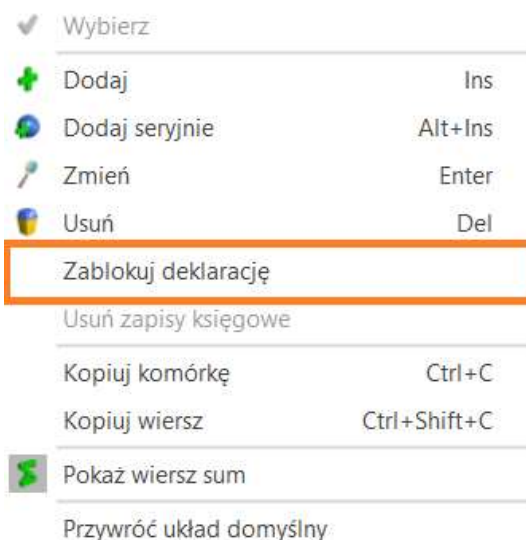 Wybierz
Dodaj Ins
Dodaj seryjnie Alt+Ins
Zmień Enter
Usuń Del
Zablokuj deklarację
Usuń zapisy księgowe
Kopiuj komórkę Ctrl+C
Kopiuj wiersz Ctrl+Shift+C
Pokaż wiersz sum
Przywróć układ domyślny